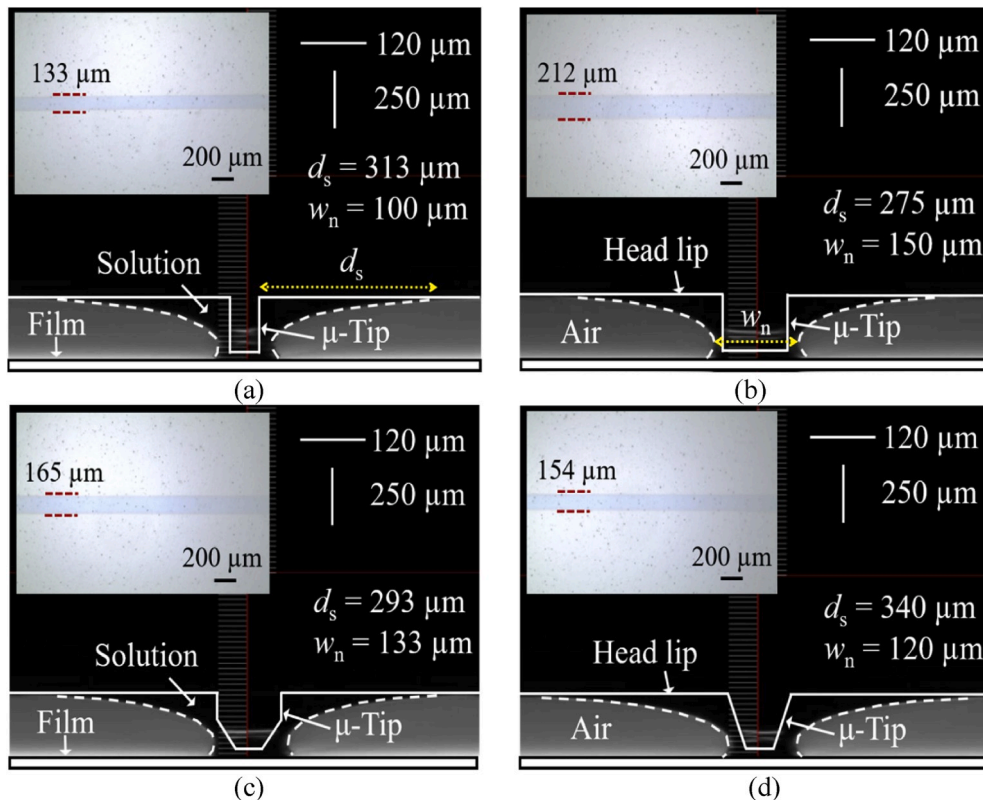 133 µm
120 µm
250 µm
200 µm
d_s = 313 µm
w_n = 100 µm
Solution
d_s
Film
µ-Tip
(a)
212 µm
120 µm
250 µm
200 µm
d_s = 275 µm
w_n = 150 µm
Head lip
w_n
Air
µ-Tip
(b)
165 µm
120 µm
250 µm
200 µm
d_s = 293 µm
w_n = 133 µm
Solution
Film
µ-Tip
(c)
154 µm
120 µm
250 µm
200 µm
d_s = 340 µm
w_n = 120 µm
Head lip
Air
µ-Tip
(d)